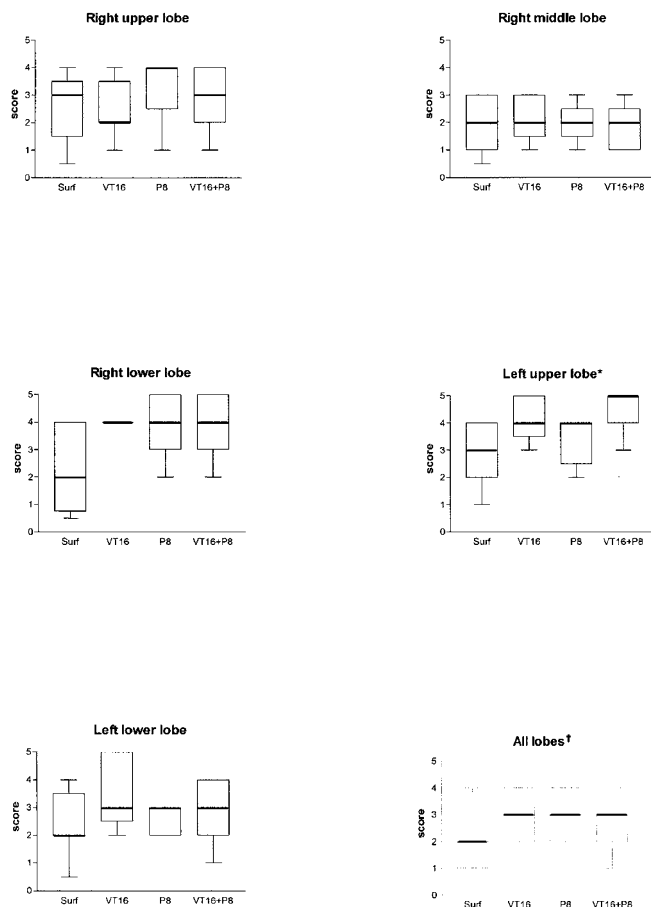 Right upper lobe
5
4
3
2
1
0
score
Surf VT16 P8 VT16+P8
Right middle lobe
5
4
3
2
1
0
score
Surf VT16 P8 VT16+P8
Right lower lobe
5
4
3
2
1
0
score
Surf VT16 P8 VT16+P8
Left upper lobe*
5
4
3
2
1
0
score
Surf VT16 P8 VT16+P8
Left lower lobe
5
4
3
2
1
0
score
Surf VT16 P8 VT16+P8
All lobes†
5
4
3
2
1
0
score
Surf VT16 P8 VT16+P8